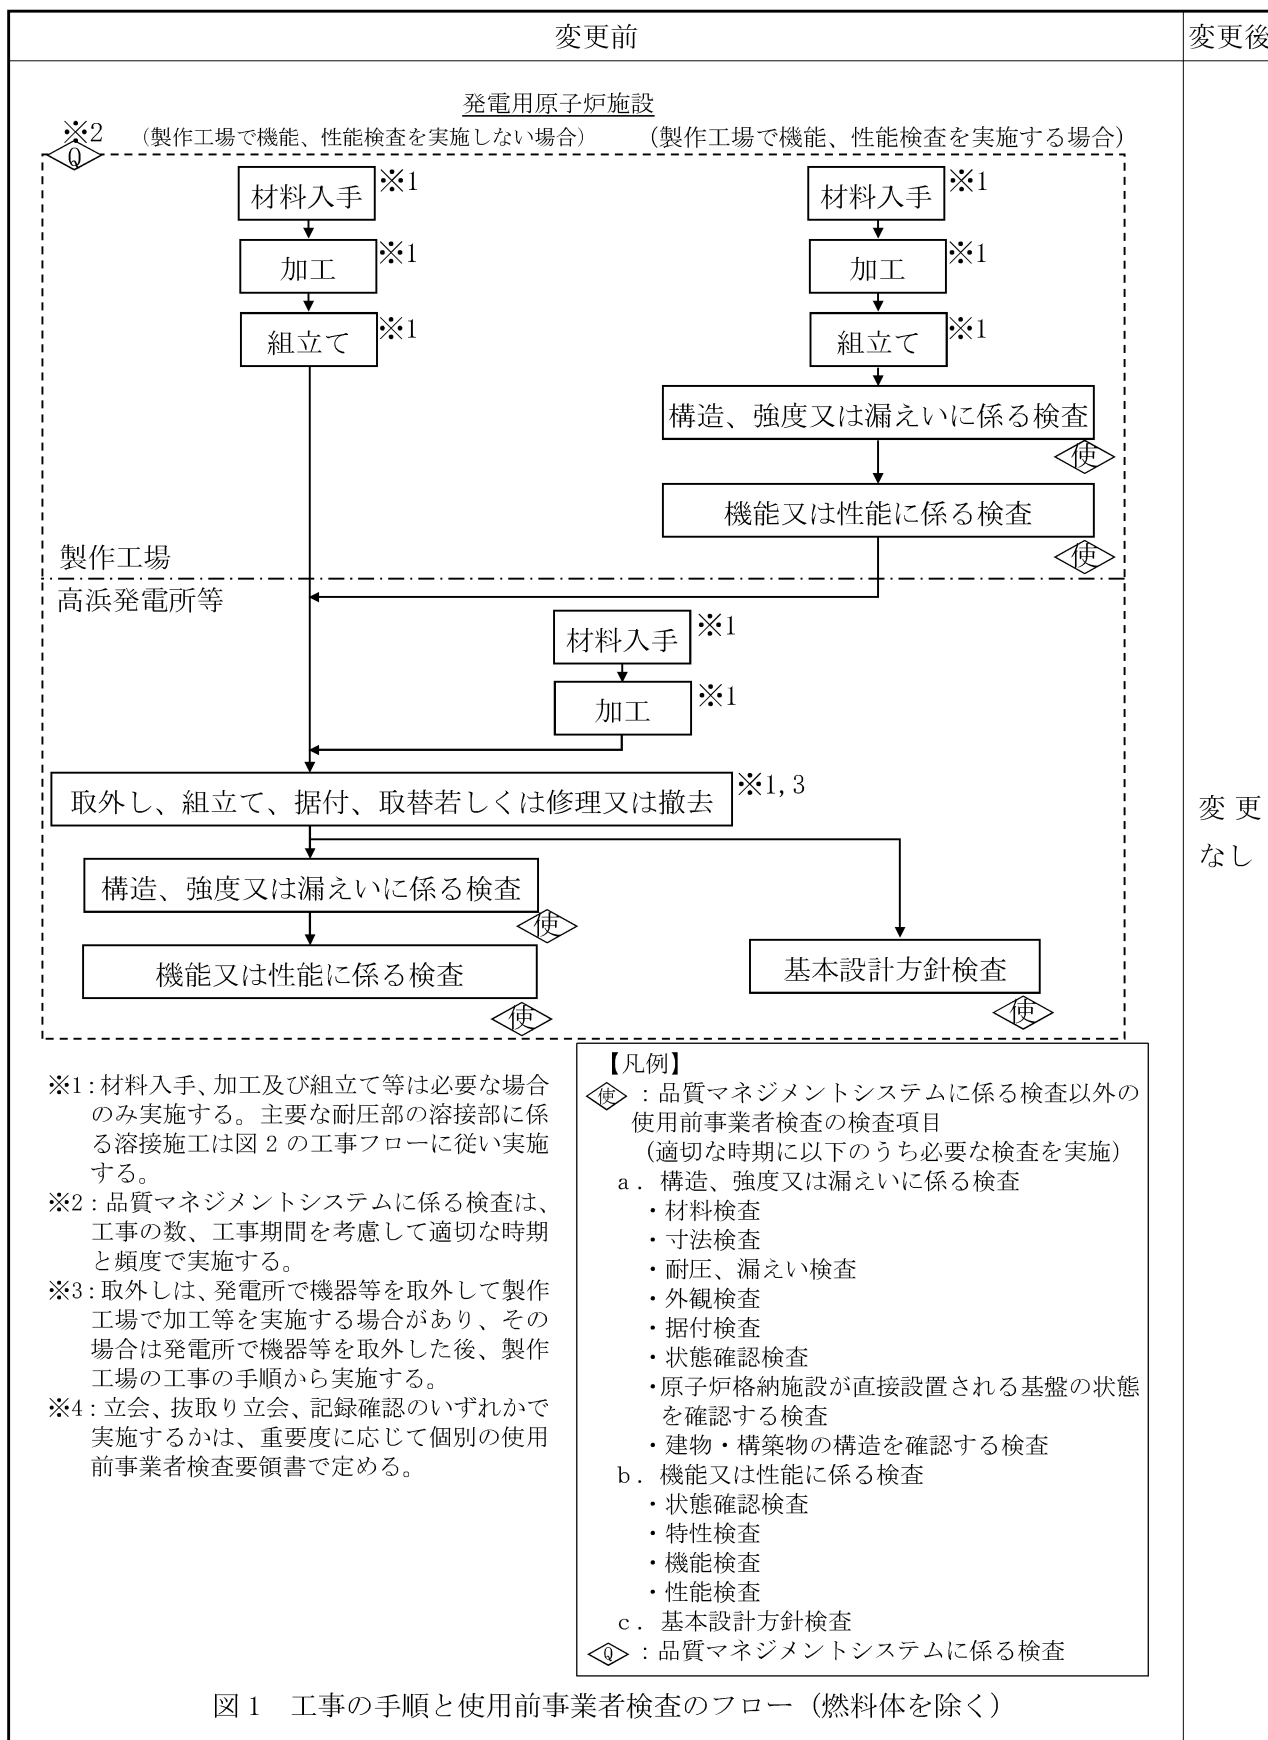 変更前
変更後
発電用原子炉施設
※2
(製作工場で機能、性能検査を実施しない場合)
(製作工場で機能、性能検査を実施する場合)
Q
材料入手
※1
材料入手
※1
加工
※1
加工
※1
組立て
※1
組立て
※1
構造、強度又は漏えいに係る検査
使
機能又は性能に係る検査
使
製作工場
高浜発電所等
材料入手
※1
加工
※1
取外し、組立て、据付、取替若しくは修理又は撤去
※1,3
構造、強度又は漏えいに係る検査
使
機能又は性能に係る検査
使
基本設計方針検査
使
変更
なし
※1:材料入手、加工及び組立て等は必要な場合
のみ実施する。主要な耐圧部の溶接部に係
る溶接施工は図2の工事フローに従い実施
する。
※2:品質マネジメントシステムに係る検査は、
工事の数、工事期間を考慮して適切な時期
と頻度で実施する。
※3:取外しは、発電所で機器等を取外して製作
工場で加工等を実施する場合があり、その
場合は発電所で機器等を取外した後、製作
工場の工事の手順から実施する。
※4:立会、抜取り立会、記録確認のいずれかで
実施するかは、重要度に応じて個別の使用
前事業者検査要領書で定める。
【凡例】
使:品質マネジメントシステムに係る検査以外の
使用前事業者検査の検査項目
(適切な時期に以下のうち必要な検査を実施)
a.構造、強度又は漏えいに係る検査
・材料検査
・寸法検査
・耐圧、漏えい検査
・外観検査
・据付検査
・状態確認検査
・原子炉格納施設が直接設置される基盤の状態
を確認する検査
・建物・構築物の構造を確認する検査
b.機能又は性能に係る検査
・状態確認検査
・特性検査
・機能検査
・性能検査
c.基本設計方針検査
Q:品質マネジメントシステムに係る検査
図1 工事の手順と使用前事業者検査のフロー(燃料体を除く)